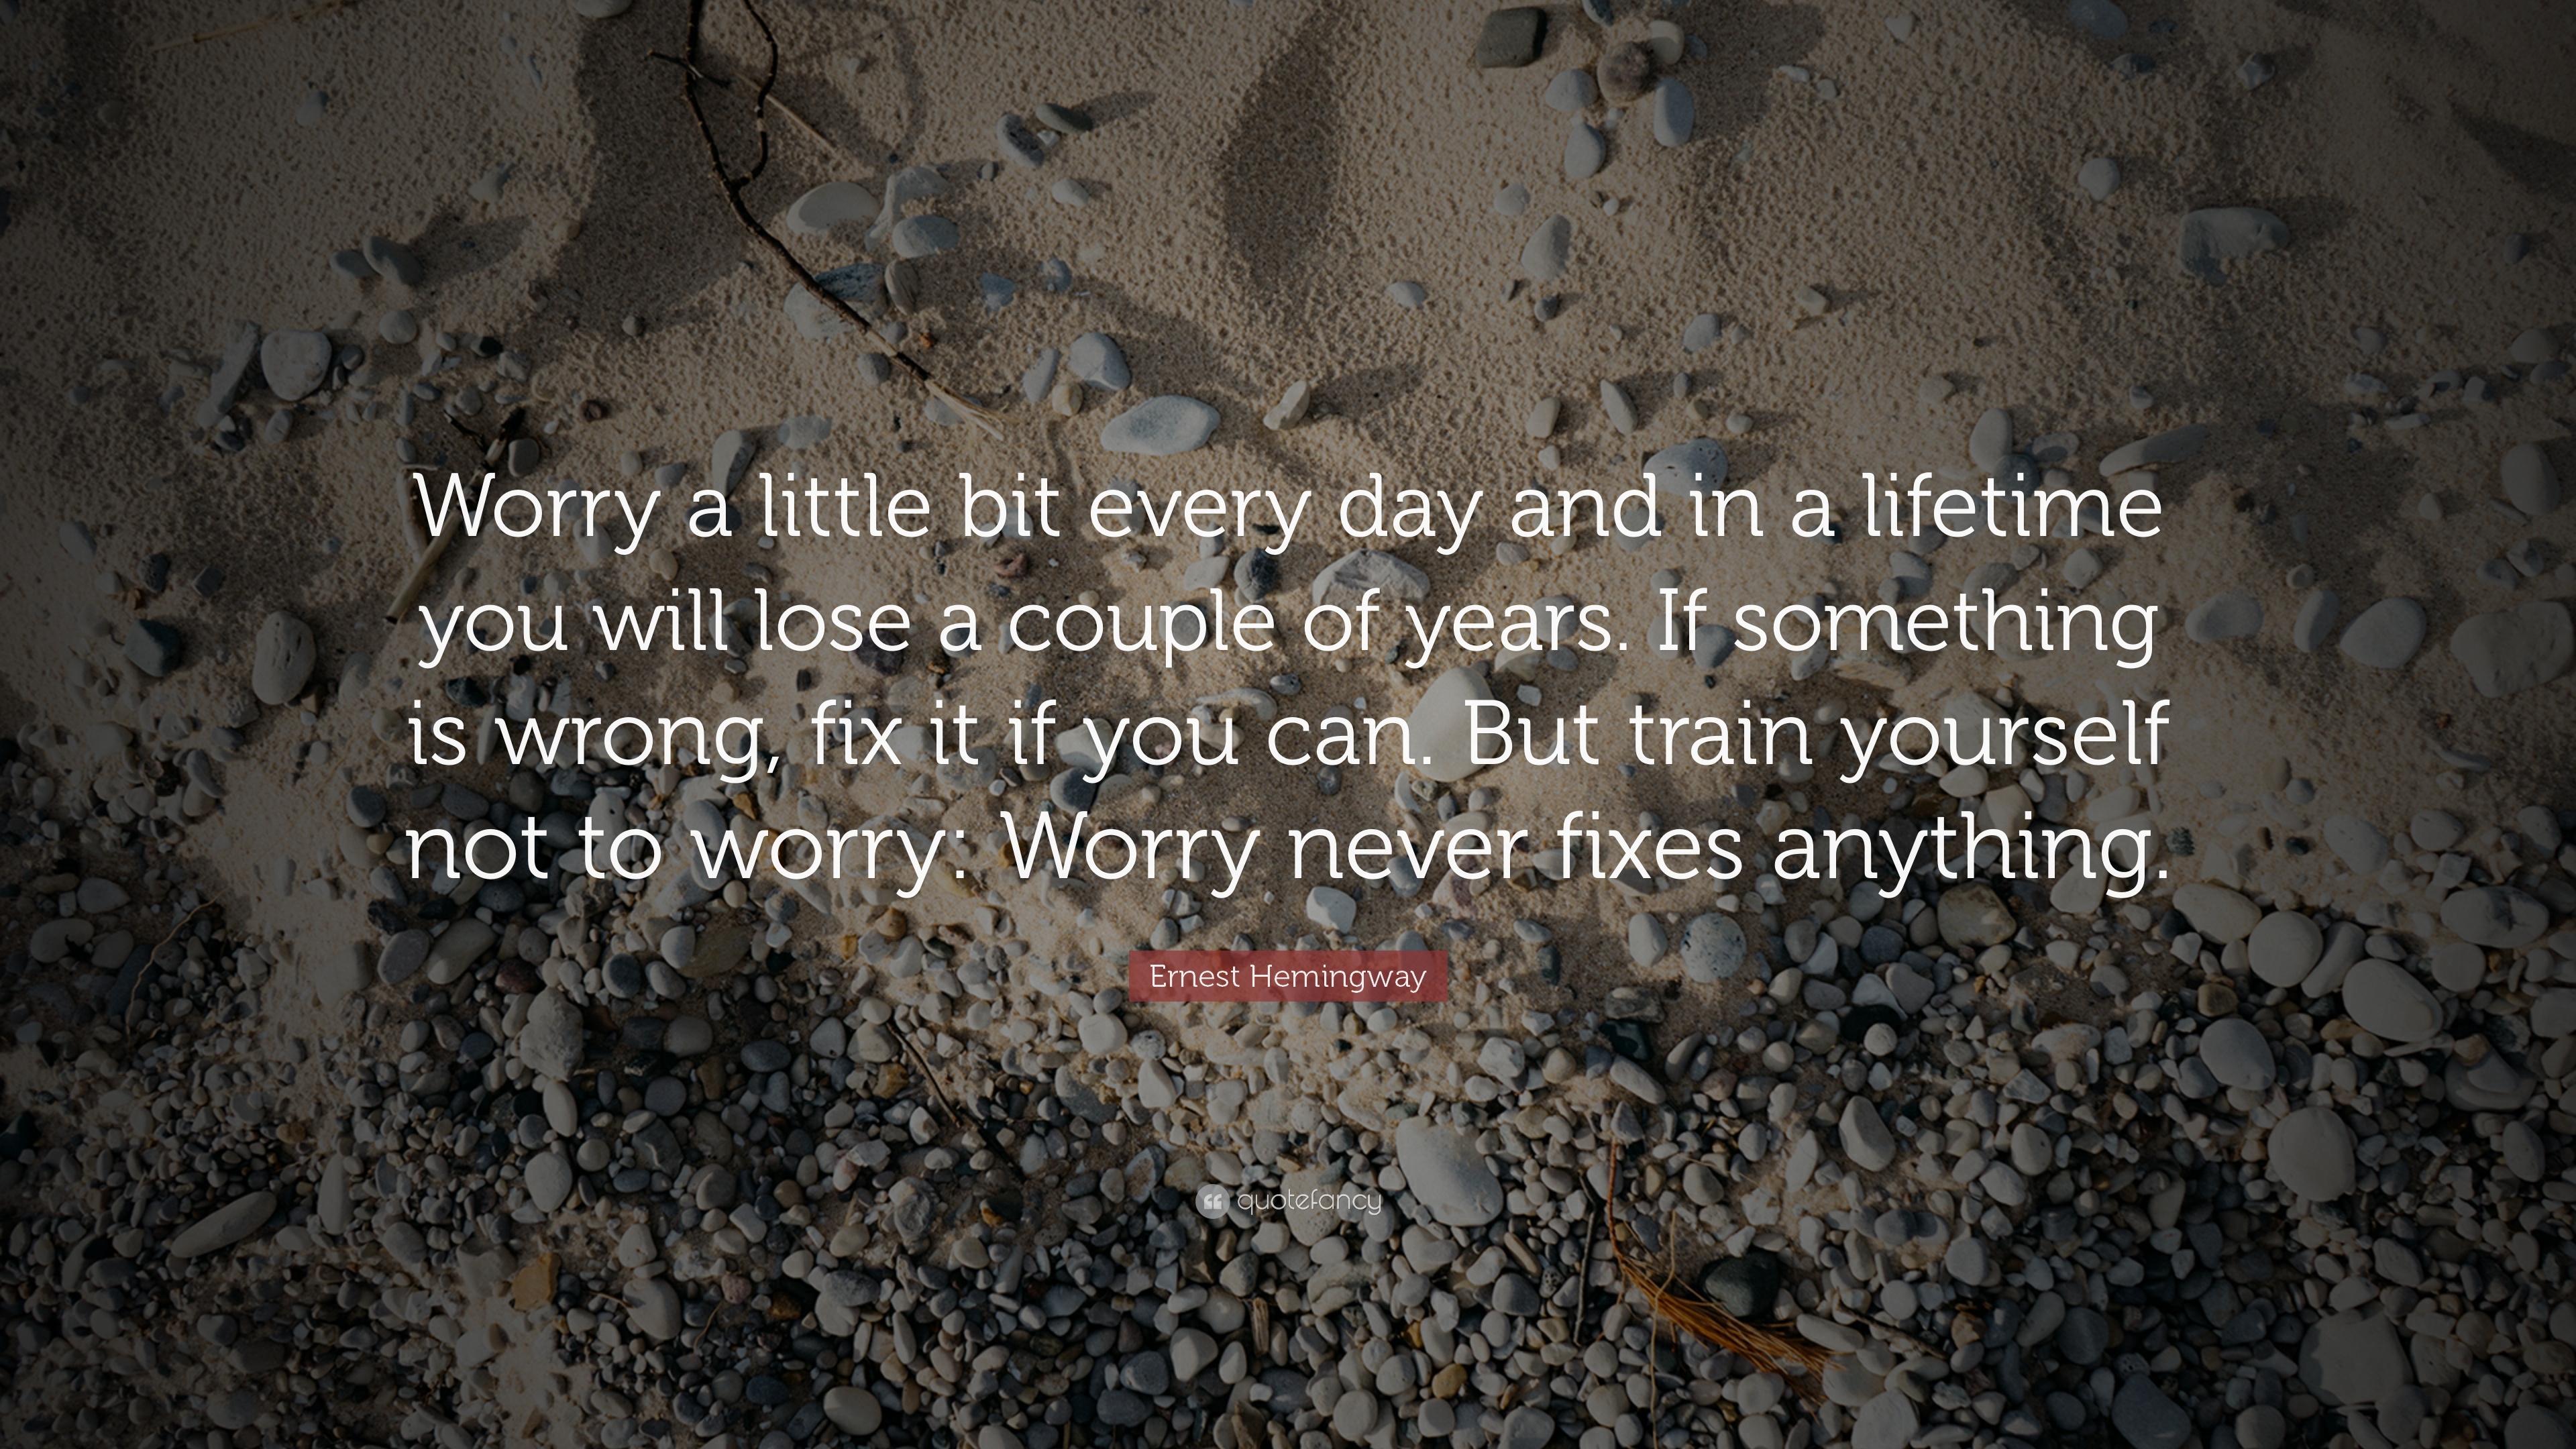 Worry a little bit every day and in a lifetime
you will lose a couple of years. If something
is wrong, fix it if you can. But train yourself
not to worry: Worry never fixes anything.
Ernest Hemingway
quotefancy